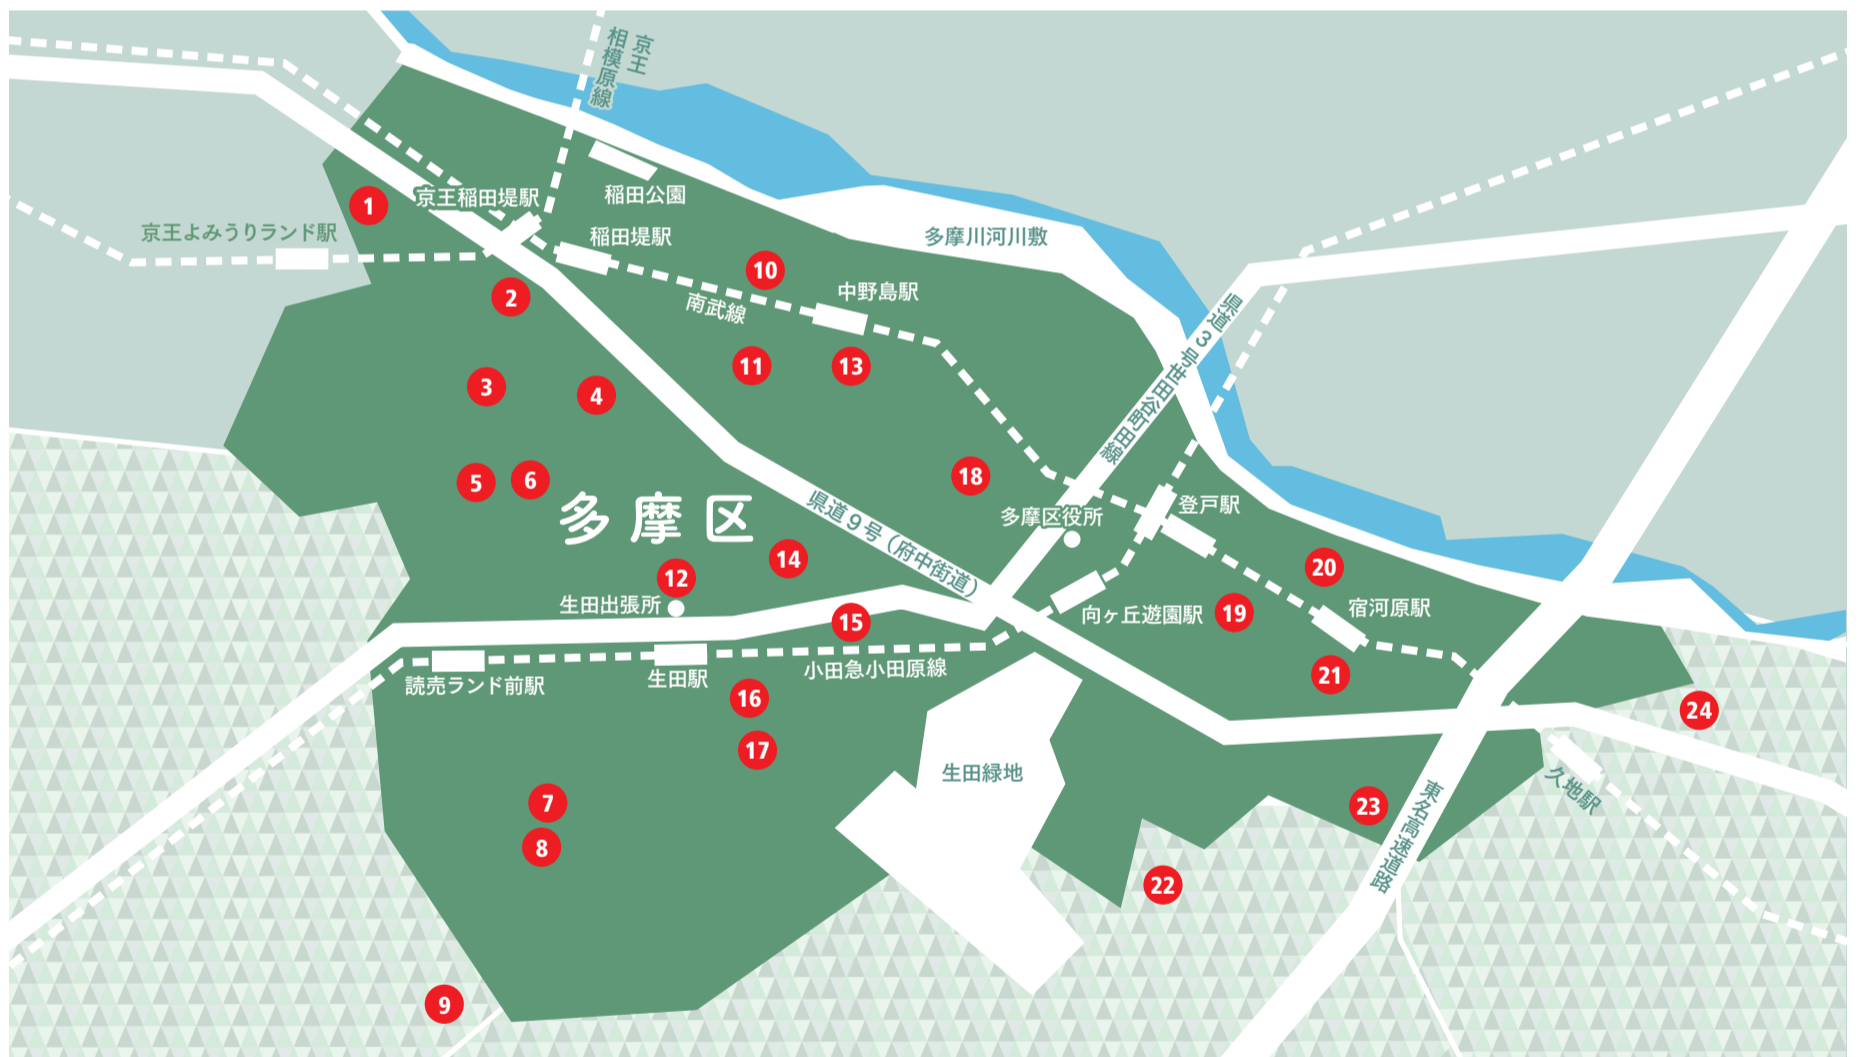 京王
相模原線
京王稲田堤駅
稲田公園
1
京王よみうりランド駅
稲田堤駅
多摩川河川敷
10
2
南武線
中野島駅
県道3号世田谷町田線
11
13
3
4
5
6
18
多摩区
県道9号(府中街道)
多摩区役所
登戸駅
14
12
20
生田出張所
15
向ヶ丘遊園駅
19
宿河原駅
読売ランド前駅
生田駅
小田急小田原線
21
16
24
17
生田緑地
久地駅
7
23
東名高速道路
8
22
9